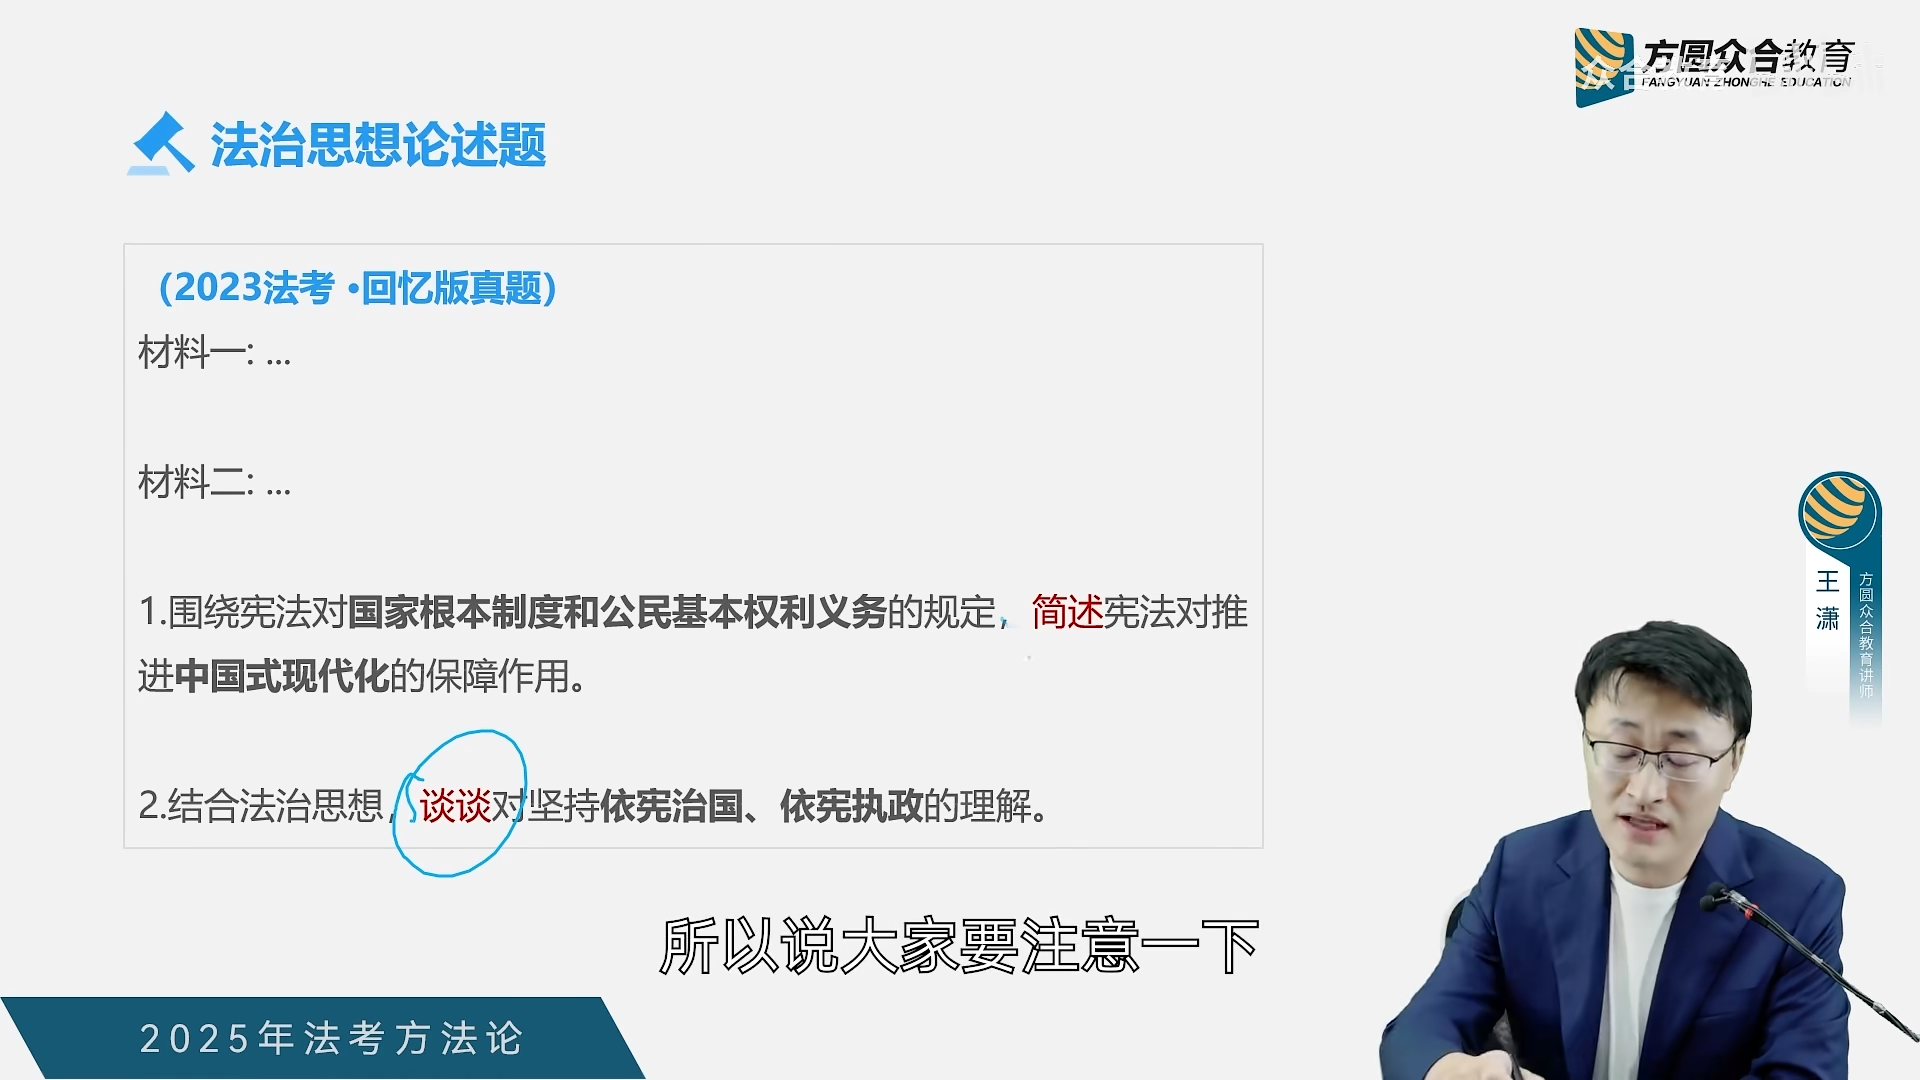 方圆众合教育
FANGYUAN ZHONGHE EDUCATION
法治思想论述题
（2023法考 •回忆版真题）
材料一: ...
材料二: ...
1.围绕宪法对国家根本制度和公民基本权利义务的规定，简述宪法对推
进中国式现代化的保障作用。
2.结合法治思想，谈谈对坚持依宪治国、依宪执政的理解。
王潇
方圆众合教育讲师
所以说大家要注意一下
2025年法考方法论